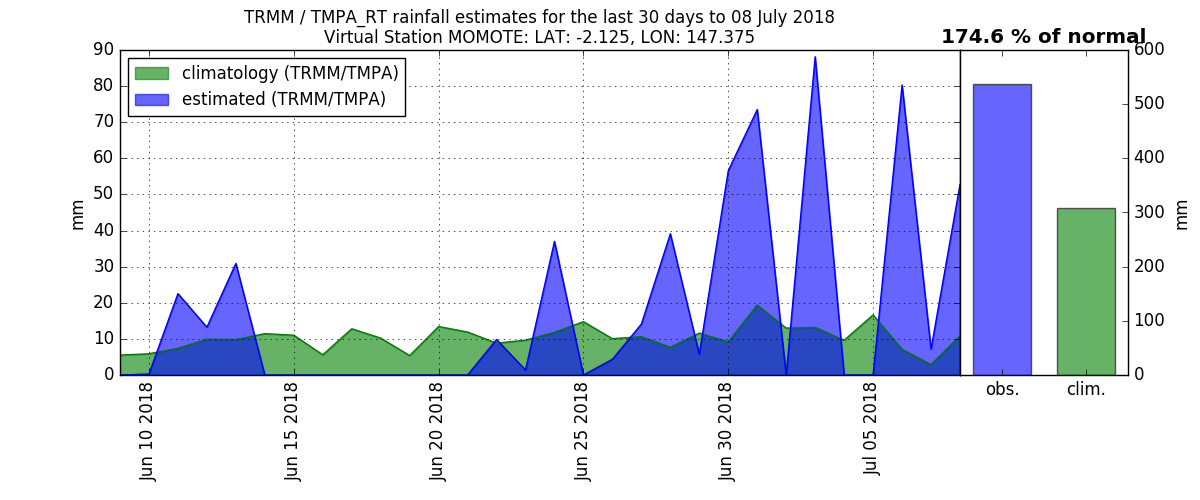 TRMM / TMPA_RT rainfall estimates for the last 30 days to 08 July 2018
Virtual Station MOMOTE: LAT: -2.125, LON: 147.375
174.6 % of normal
climatology (TRMM/TMPA)
estimated (TRMM/TMPA)
90
80
70
60
50
40
30
20
10
0
mm
Jun 10 2018
Jun 15 2018
Jun 20 2018
Jun 25 2018
Jun 30 2018
Jul 05 2018
600
500
400
300
200
100
0
mm
obs.
clim.